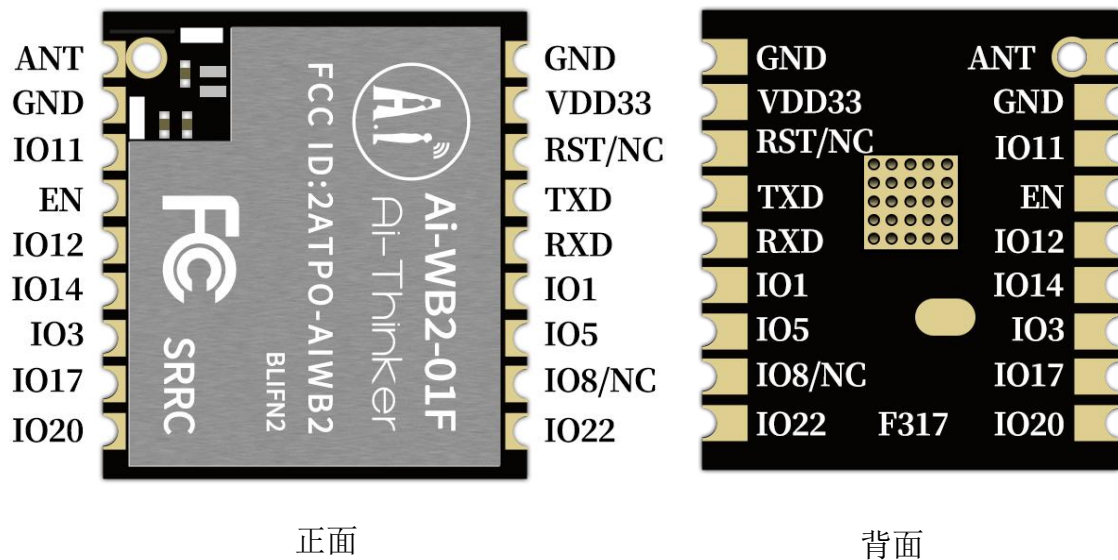 ANT
GND
IO11
EN
IO12
IO14
IO3
IO17
IO20
FC
SRRC
FCC ID:2ATPO-AIWB2
BLIFN2
A.i
Ai-Thinker
Ai-WB2-01F
GND
VDD33
RST/NC
TXD
RXD
IO1
IO5
IO8/NC
IO22
正面
GND
VDD33
RST/NC
TXD
RXD
IO1
IO5
IO8/NC
IO22
F317
ANT
GND
IO11
EN
IO12
IO14
IO3
IO17
IO20
背面